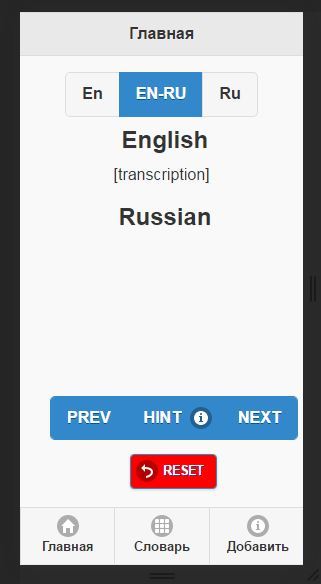 Главная
En EN-RU Ru
English
[transcription]
Russian
PREV HINT NEXT
RESET
Главная Словарь Добавить